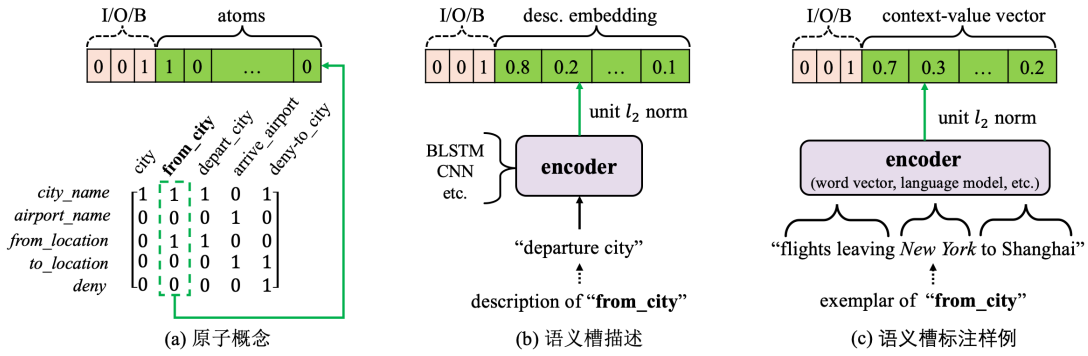 I/O/B
atoms
0 0 1 1 0 … 0
city
from_city
depart_city
arrive_airport
deny-to_city
city_name 1 1 1 0 1
airport_name 0 0 0 1 0
from_location 0 1 1 0 0
to_location 0 0 0 1 1
deny 0 0 0 0 1
(a) 原子概念
I/O/B
desc. embedding
0 0 1 0.8 0.2 … 0.1
unit l₂ norm
BLSTM
CNN
etc.
encoder
“departure city”
description of “from_city”
(b) 语义槽描述
I/O/B
context-value vector
0 0 1 0.7 0.3 … 0.2
unit l₂ norm
encoder
(word vector, language model, etc.)
“flights leaving New York to Shanghai”
exemplar of “from_city”
(c) 语义槽标注样例